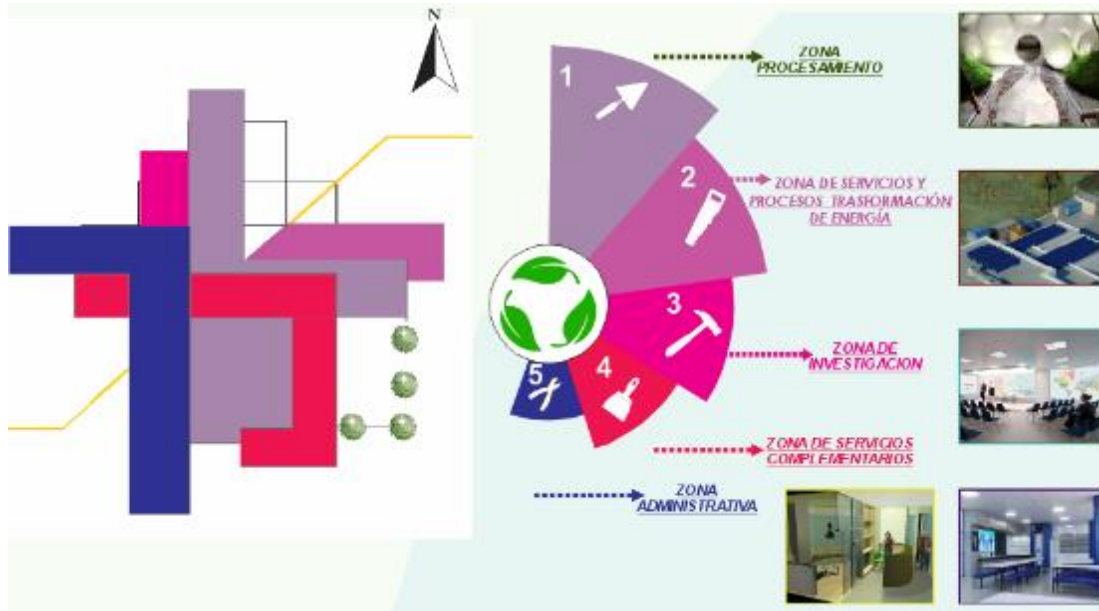 N
1
ZONA
PROCESAMIENTO
2
ZONA DE SERVICIOS Y
PROCESOS TRASFORMACIÓN
DE ENERGÍA
3
ZONA DE
INVESTIGACION
4
ZONA DE SERVICIOS
COMPLEMENTARIOS
5
ZONA
ADMINISTRATIVA